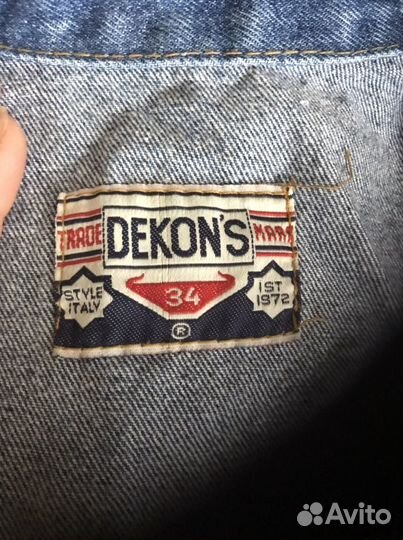 TRADE DEKON'S MARK
34
STYLE ITALY
IST 1972
®
Avito